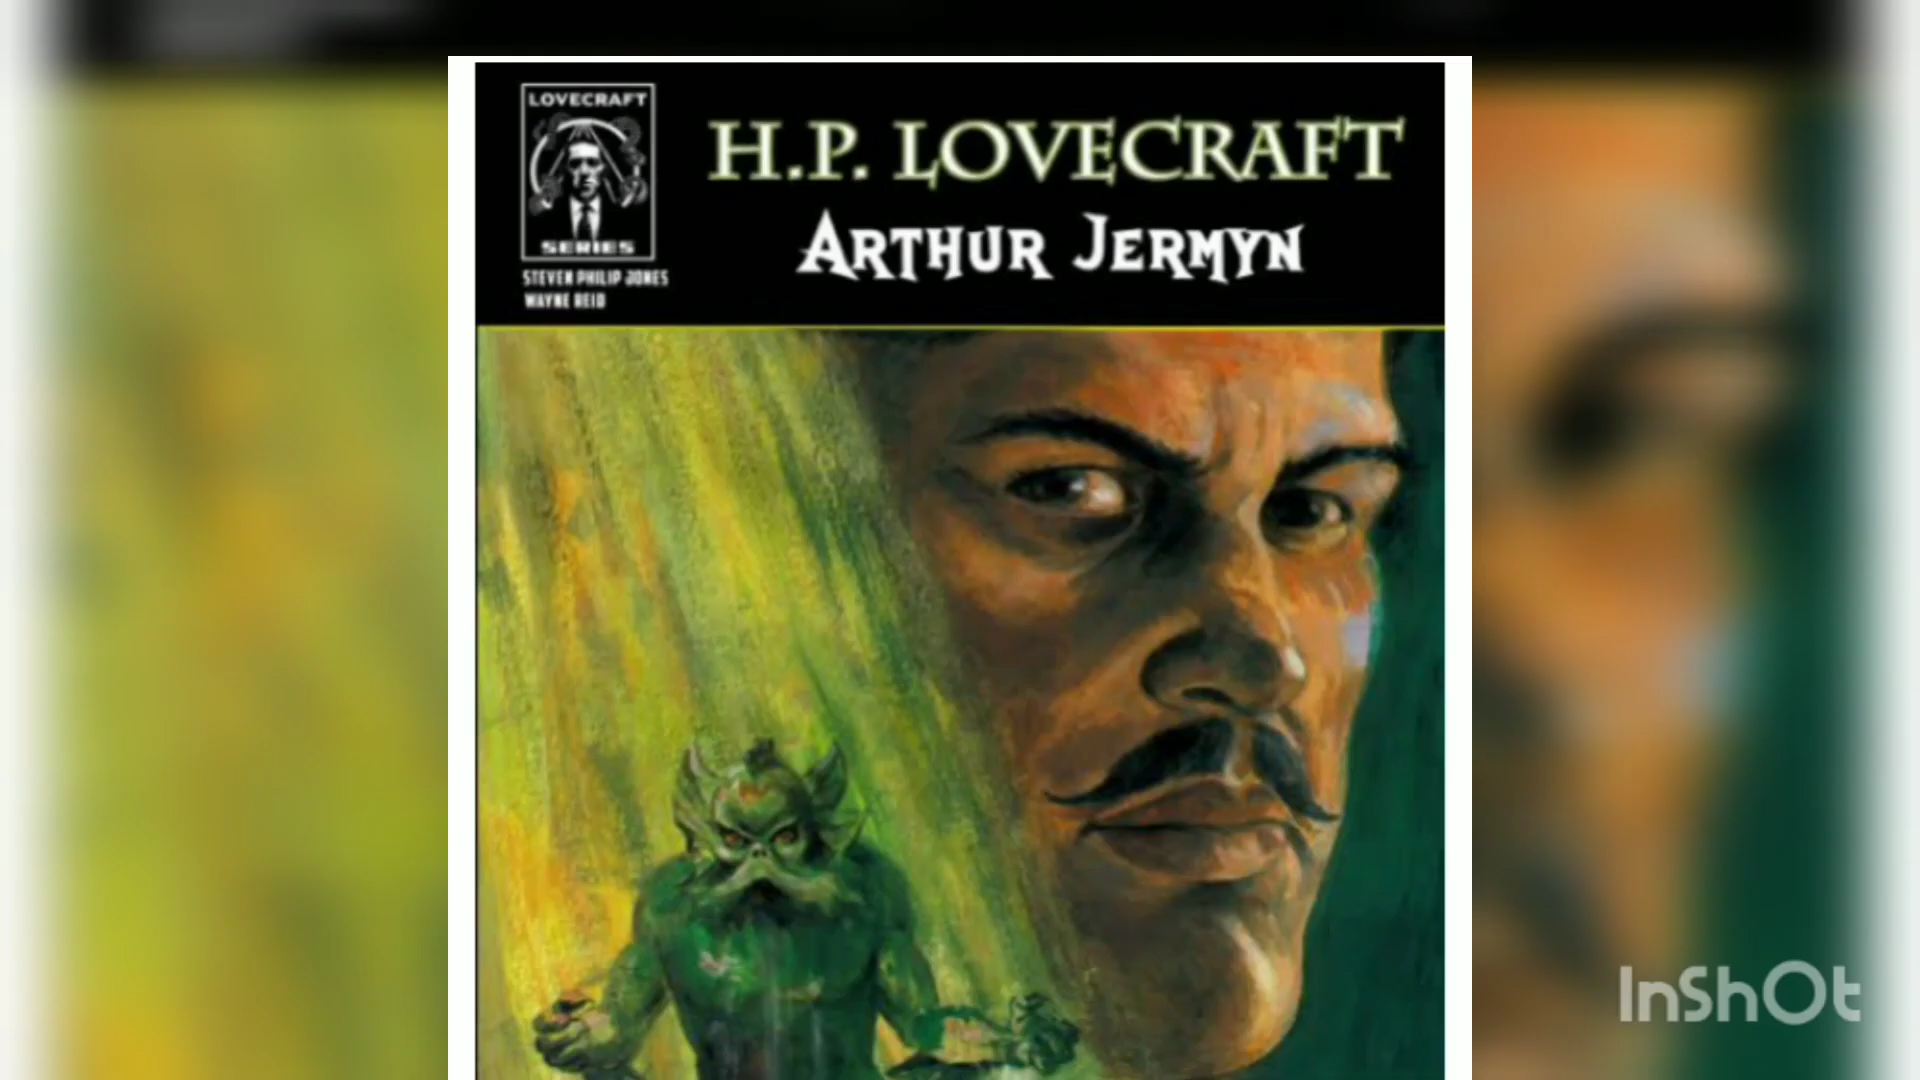 LOVECRAFT
SERIES
STEVEN PHILIP JONES
WAYNE REID
H.P. LOVECRAFT
ARTHUR JERMYN
InShOt